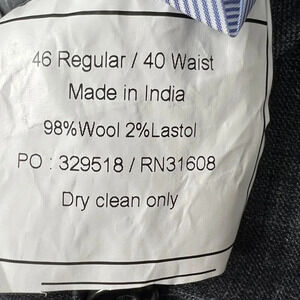 46 Regular / 40 Waist
Made in India
98%Wool 2%Lastol
PO : 329518 / RN31608
Dry clean only